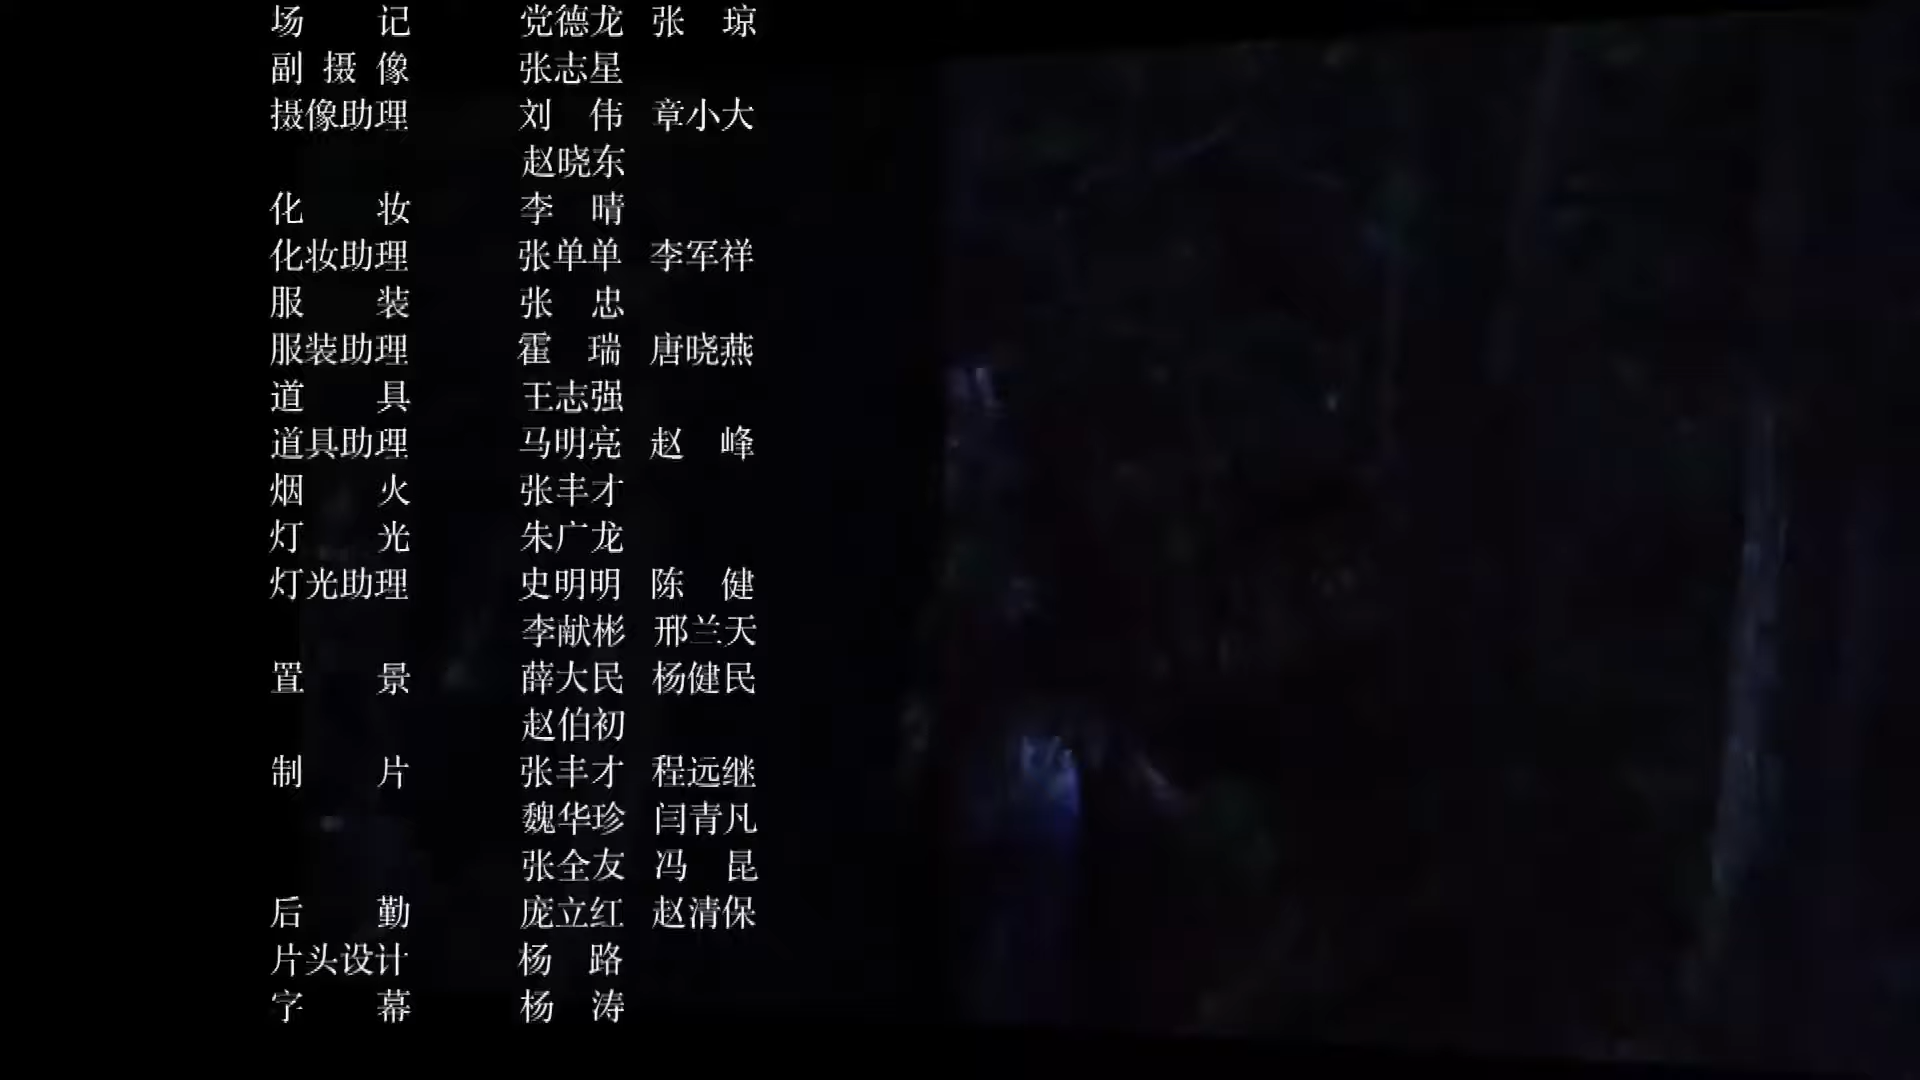 场记 党德龙 张琼
副摄像 张志星
摄像助理 刘伟 章小大
赵晓东
化妆 李晴
化妆助理 张单单 李军祥
服装 张忠
服装助理 霍瑞 唐晓燕
道具 王志强
道具助理 马明亮 赵峰
烟火 张丰才
灯光 朱广龙
灯光助理 史明明 陈健
李献彬 邢兰天
置景 薛大民 杨健民
赵伯初
制片 张丰才 程远继
魏华珍 闫青凡
张全友 冯昆
后勤 庞立红 赵清保
片头设计 杨路
字幕 杨涛